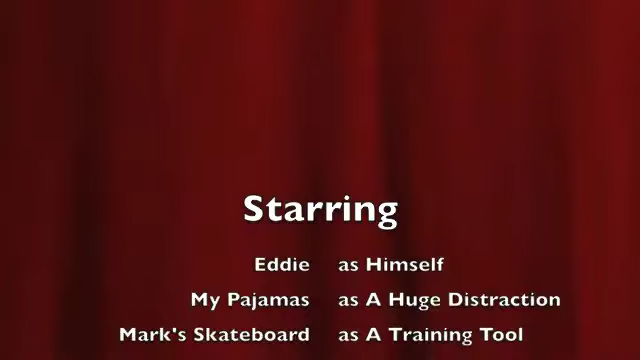 Starring
Eddie as Himself
My Pajamas as A Huge Distraction
Mark's Skateboard as A Training Tool